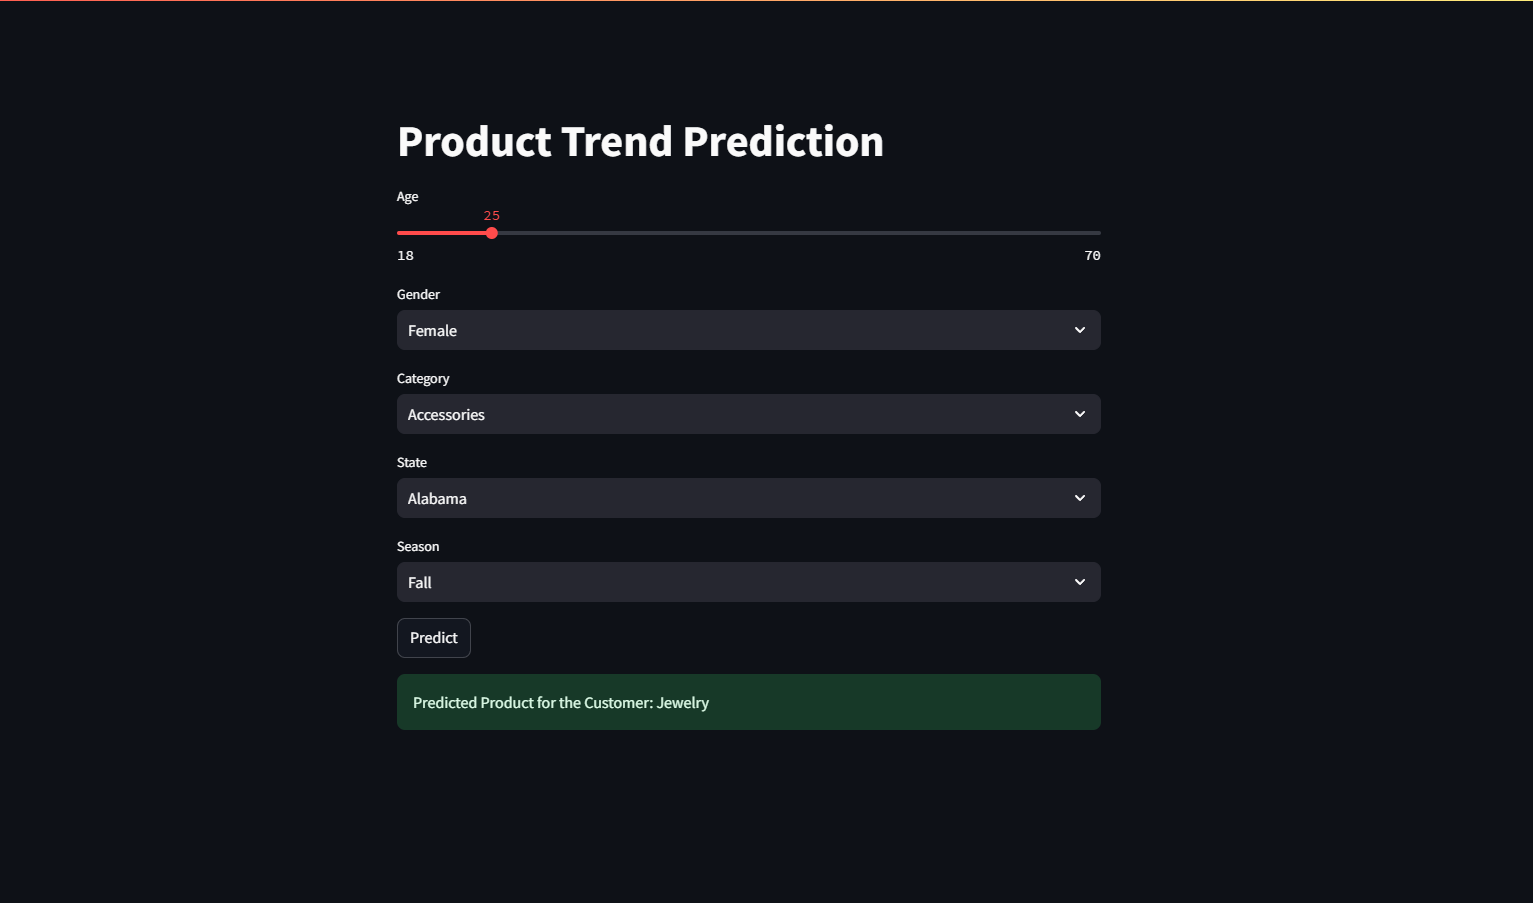 Product Trend Prediction
Age
25
18 70
Gender
Female
Category
Accessories
State
Alabama
Season
Fall
Predict
Predicted Product for the Customer: Jewelry